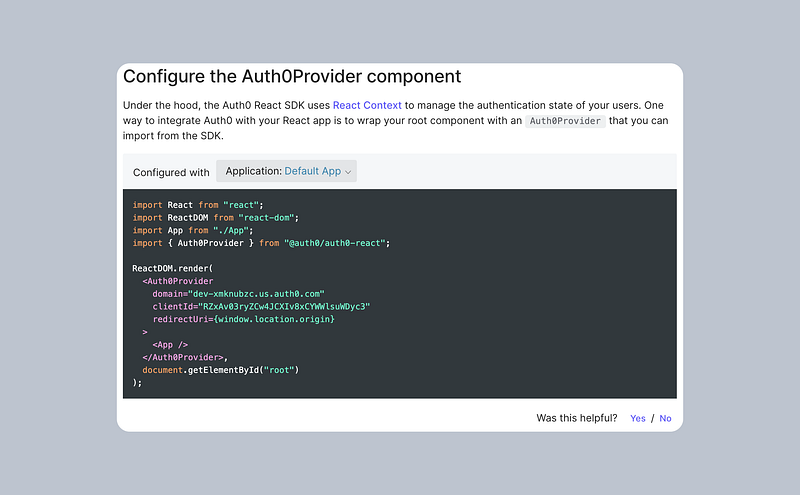 Configure the Auth0Provider component
Under the hood, the Auth0 React SDK uses React Context to manage the authentication state of your users. One
way to integrate Auth0 with your React app is to wrap your root component with an Auth0Provider that you can
import from the SDK.
Configured with Application: Default App
import React from "react";
import ReactDOM from "react-dom";
import App from "./App";
import { Auth0Provider } from "@auth0/auth0-react";
ReactDOM.render(
<Auth0Provider
domain="dev-xmknubzc.us.auth0.com"
clientId="RZxAv03ryZCw4JCXIv8xCYWWlsuWDyc3"
redirectUri={window.location.origin}
>
<App />
</Auth0Provider>,
document.getElementById("root")
);
Was this helpful? Yes / No